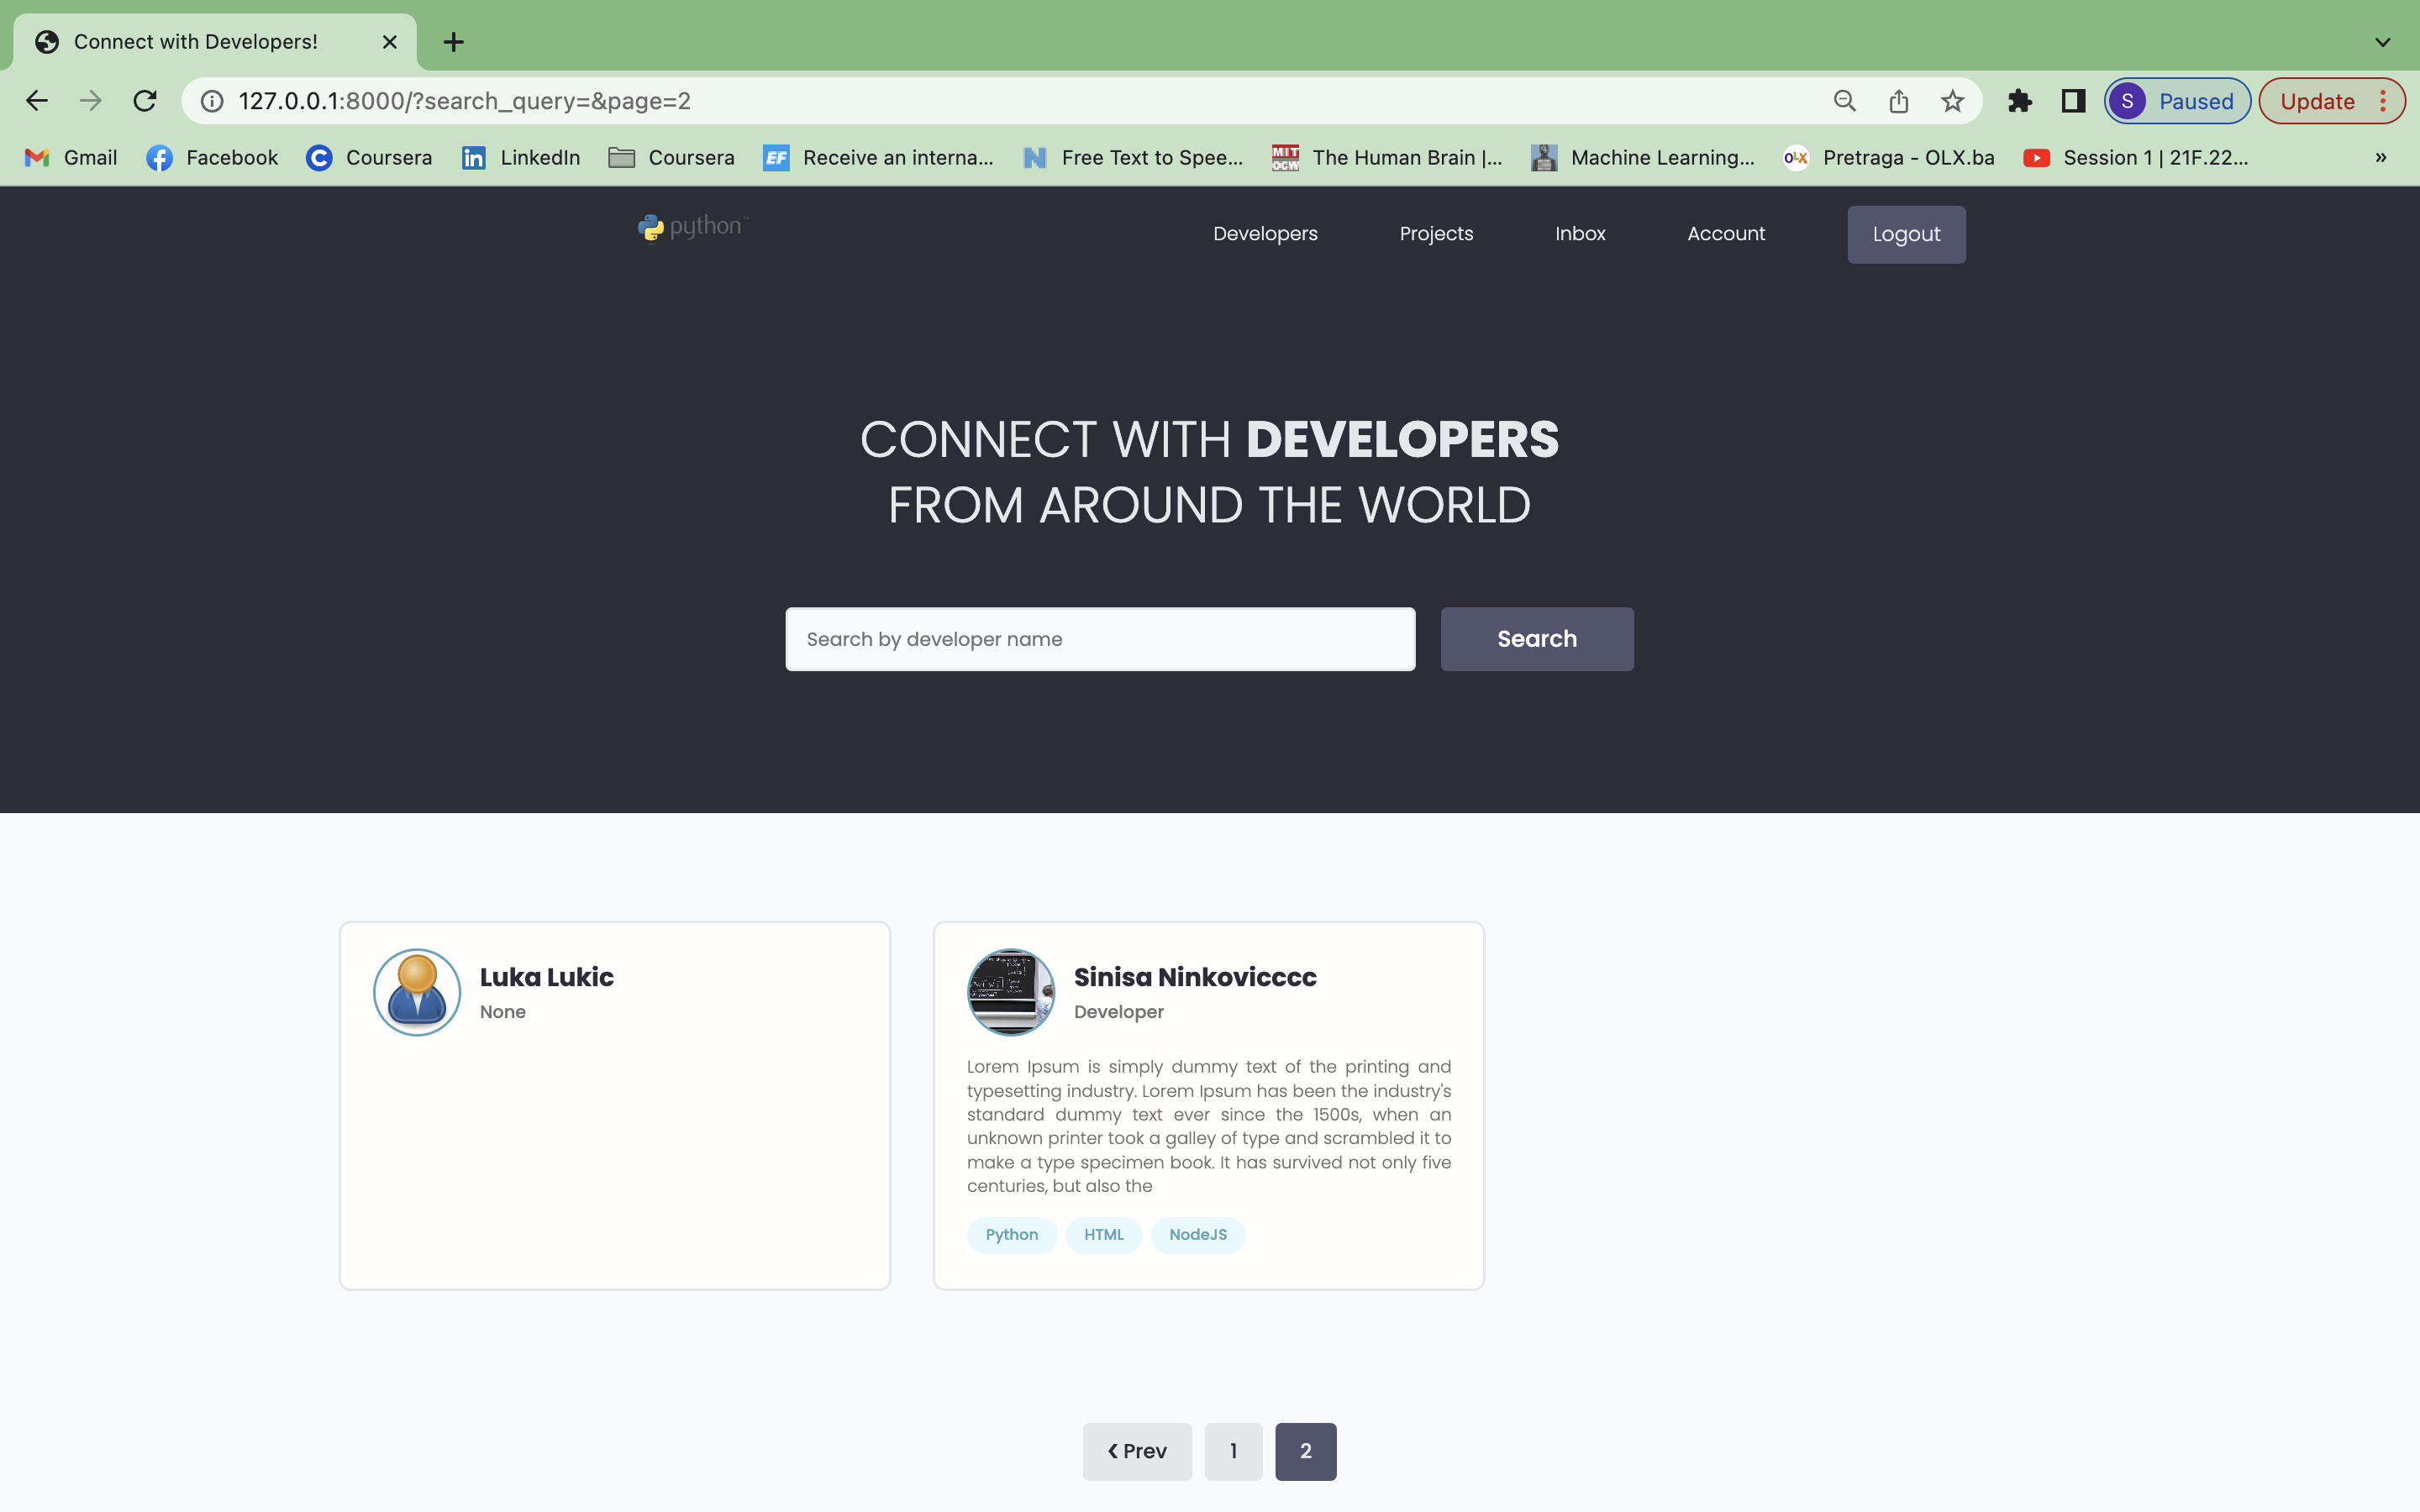 Connect with Developers!
127.0.0.1:8000/?search_query=&page=2
S Paused
Update
Gmail
Facebook
Coursera
LinkedIn
Coursera
EF Receive an interna...
Free Text to Spee...
MIT OCW The Human Brain |...
Machine Learning...
OLX Pretraga - OLX.ba
Session 1 | 21F.22...
»
python™
Developers
Projects
Inbox
Account
Logout
CONNECT WITH DEVELOPERS
FROM AROUND THE WORLD
Search by developer name
Search
Luka Lukic
None
Sinisa Ninkovicccc
Developer
Lorem Ipsum is simply dummy text of the printing and
typesetting industry. Lorem Ipsum has been the industry's
standard dummy text ever since the 1500s, when an
unknown printer took a galley of type and scrambled it to
make a type specimen book. It has survived not only five
centuries, but also the
Python
HTML
NodeJS
❮ Prev
1
2